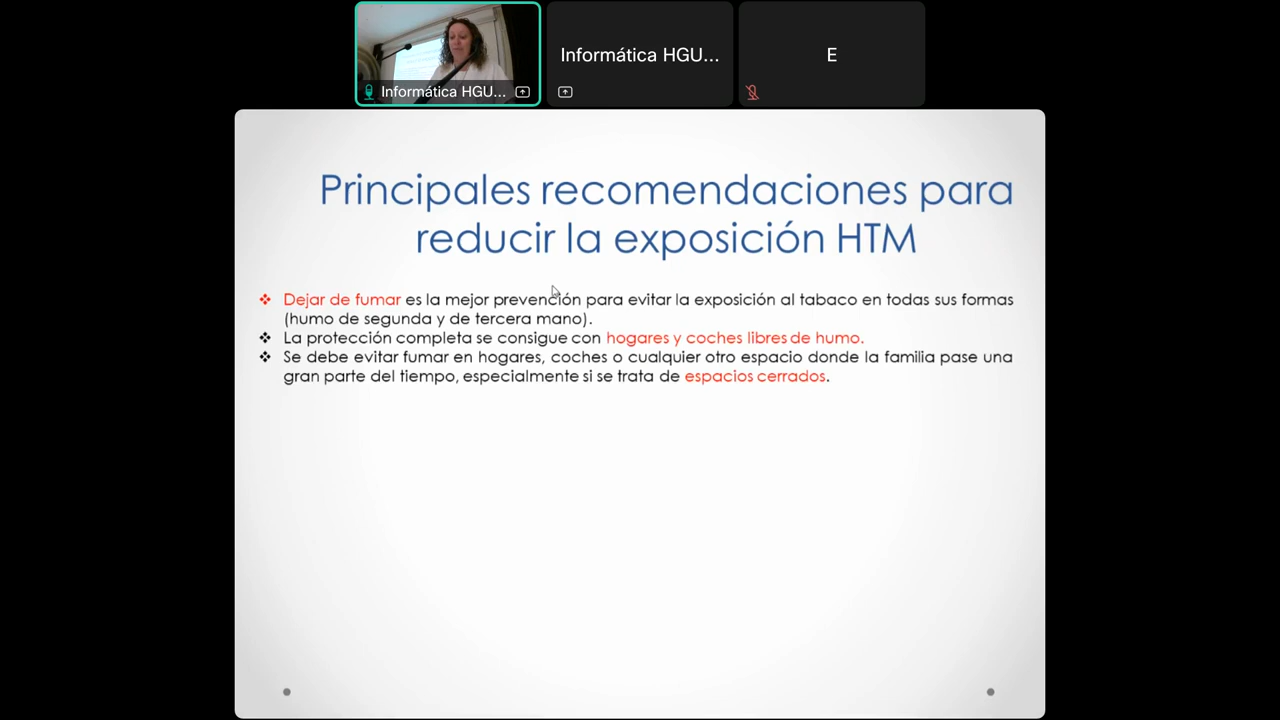 Informática HGU...
Informática HGU...
E
Principales recomendaciones para
reducir la exposición HTM
❖ Dejar de fumar es la mejor prevención para evitar la exposición al tabaco en todas sus formas
(humo de segunda y de tercera mano).
❖ La protección completa se consigue con hogares y coches libres de humo.
❖ Se debe evitar fumar en hogares, coches o cualquier otro espacio donde la familia pase una
gran parte del tiempo, especialmente si se trata de espacios cerrados.